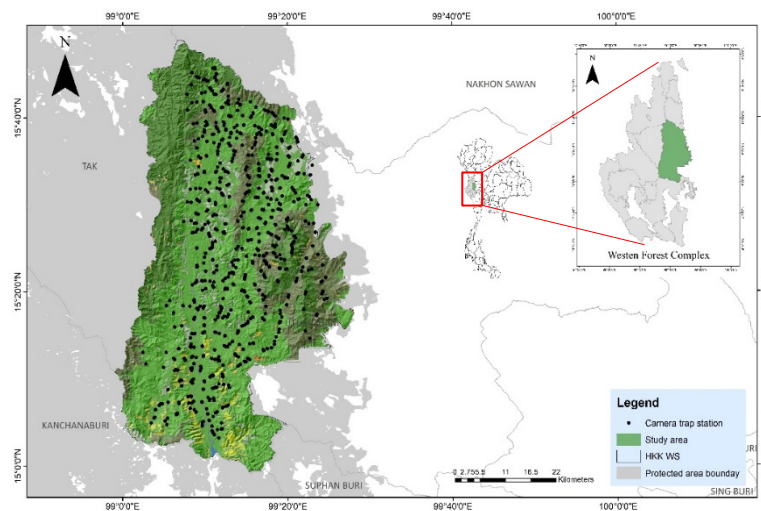 99°0'0"E 99°20'0"E 99°40'0"E 100°0'0"E
N
NAKHON SAWAN
N
15°40'0"N
TAK
Westen Forest Complex
15°20'0"N
Legend
Camera trap station
Study area
HKK WS
Protected area boundary
KANCHANABURI
15°0'0"N
0 2.755.5 11 16.5 22
Kilometers
SUPHAN BURI
URI
SING BURI
99°0'0"E 99°20'0"E 99°40'0"E 100°0'0"E